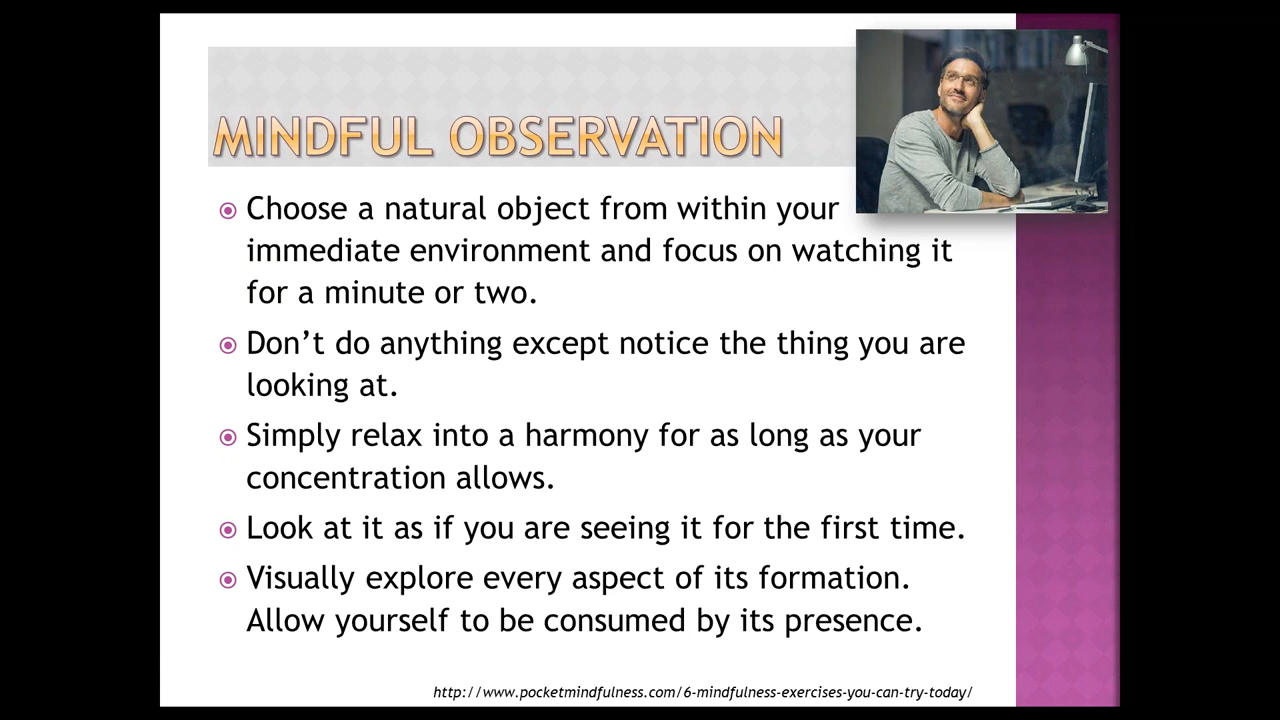 MINDFUL OBSERVATION
Choose a natural object from within your
immediate environment and focus on watching it
for a minute or two.
Don’t do anything except notice the thing you are
looking at.
Simply relax into a harmony for as long as your
concentration allows.
Look at it as if you are seeing it for the first time.
Visually explore every aspect of its formation.
Allow yourself to be consumed by its presence.
http://www.pocketmindfulness.com/6-mindfulness-exercises-you-can-try-today/